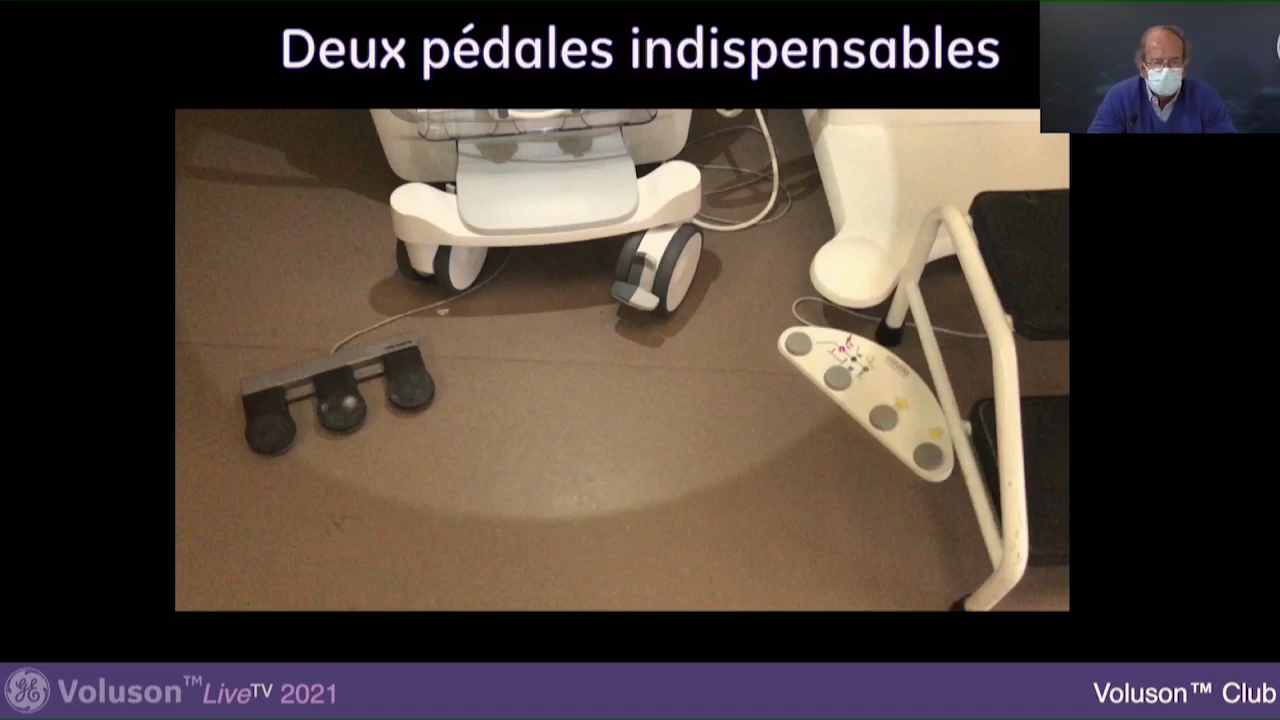 Deux pédales indispensables
Voluson™ LiveTV 2021
Voluson™ Club